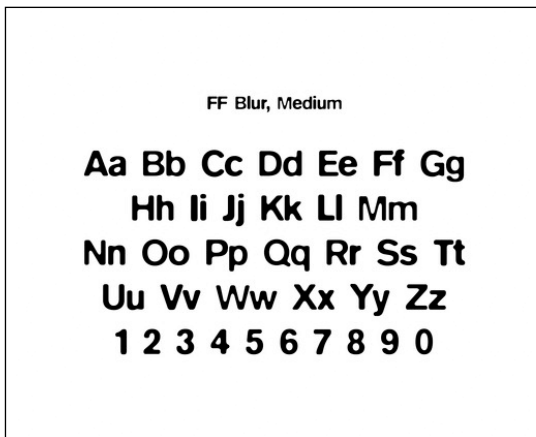 FF Blur, Medium
Aa Bb Cc Dd Ee Ff Gg
Hh Ii Jj Kk Ll Mm
Nn Oo Pp Qq Rr Ss Tt
Uu Vv Ww Xx Yy Zz
1 2 3 4 5 6 7 8 9 0